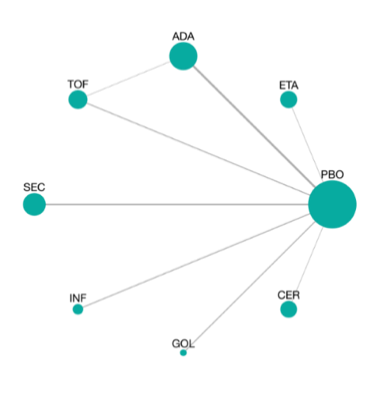 ADA
TOF
ETA
PBO
SEC
INF
CER
GOL